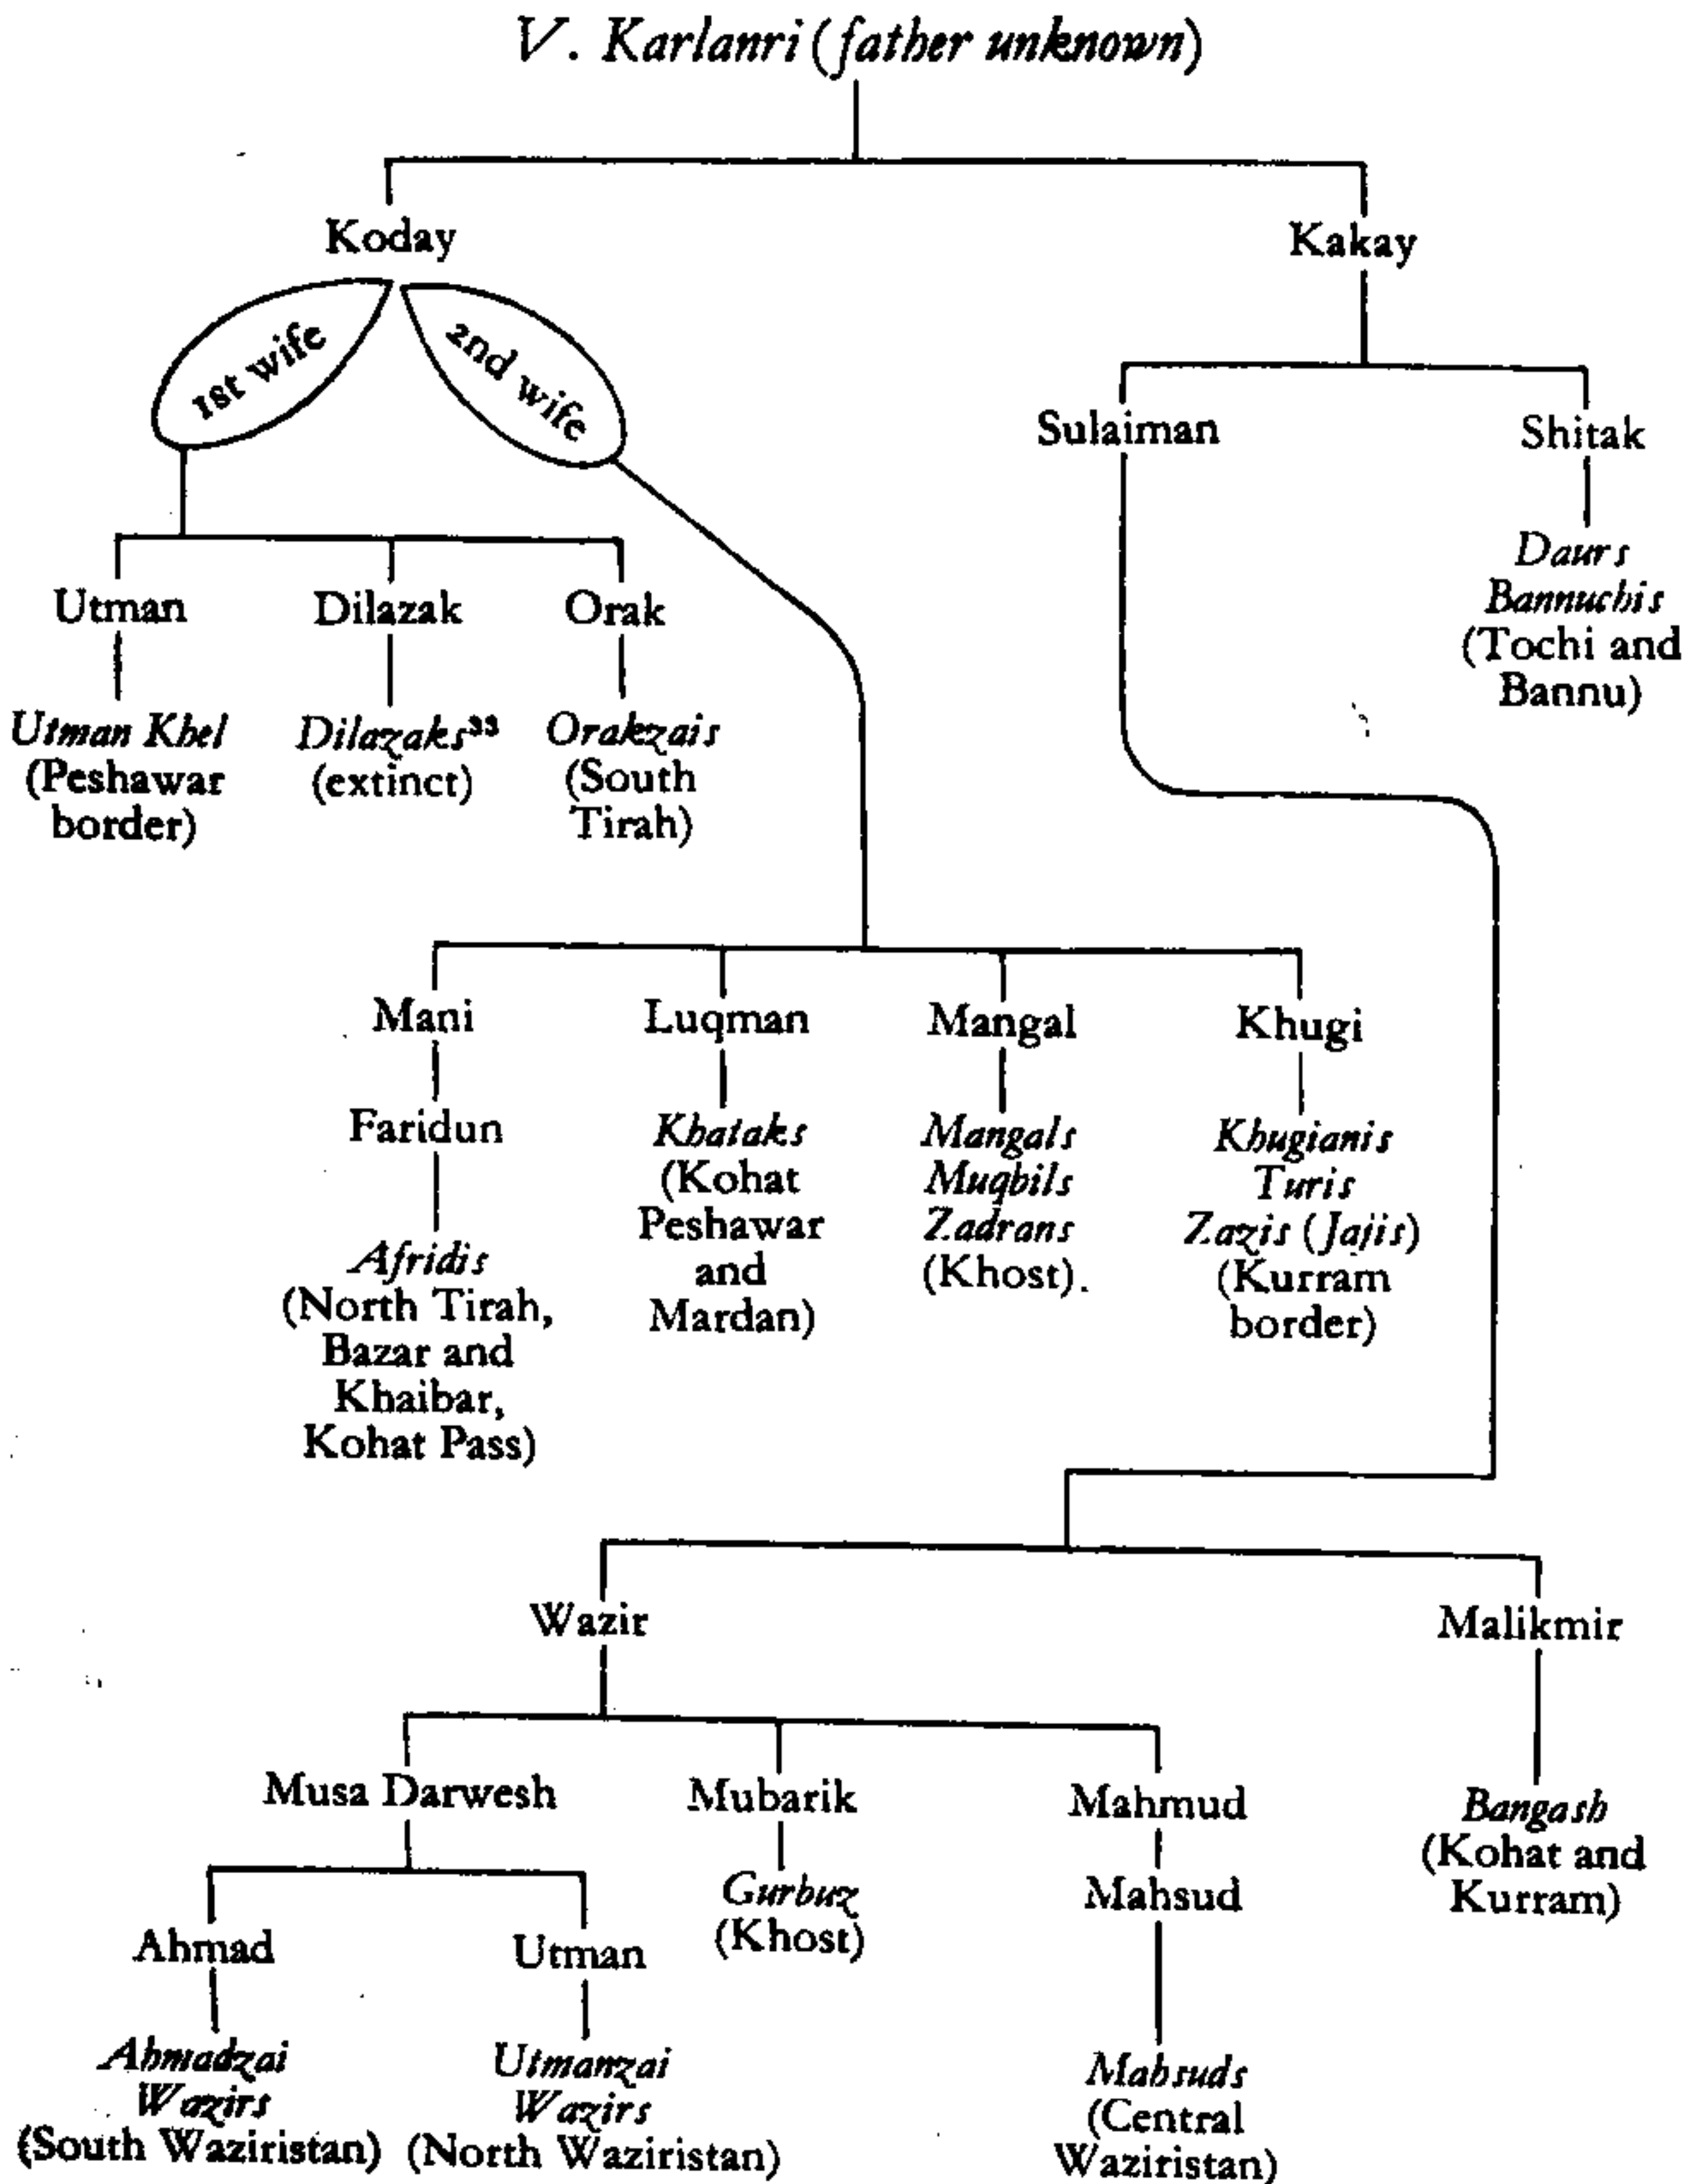 V. Karlanri (father unknown)
Koday
Kakay
1st wife
2nd wife
Sulaiman
Shitak
Daurs
Bannuchis
(Tochi and
Bannu)
Utman
Dilazak
Orak
Utman Khel
(Peshawar
border)
Dilazaks³³
(extinct)
Orakzais
(South
Tirah)
Mani
Luqman
Mangal
Khugi
Faridun
Afridis
(North Tirah,
Bazar and
Khaibar,
Kohat Pass)
Khataks
(Kohat
Peshawar
and
Mardan)
Mangals
Muqbils
Zadrans
(Khost).
Khugianis
Turis
Zazis (Jajis)
(Kurram
border)
Wazir
Malikmir
Musa Darwesh
Mubarik
Mahmud
Bangash
(Kohat and
Kurram)
Gurbuz
(Khost)
Mahsud
Ahmad
Utman
Ahmadzai
Wazirs
(South Waziristan)
Utmanzai
Wazirs
(North Waziristan)
Mahsuds
(Central
Waziristan)